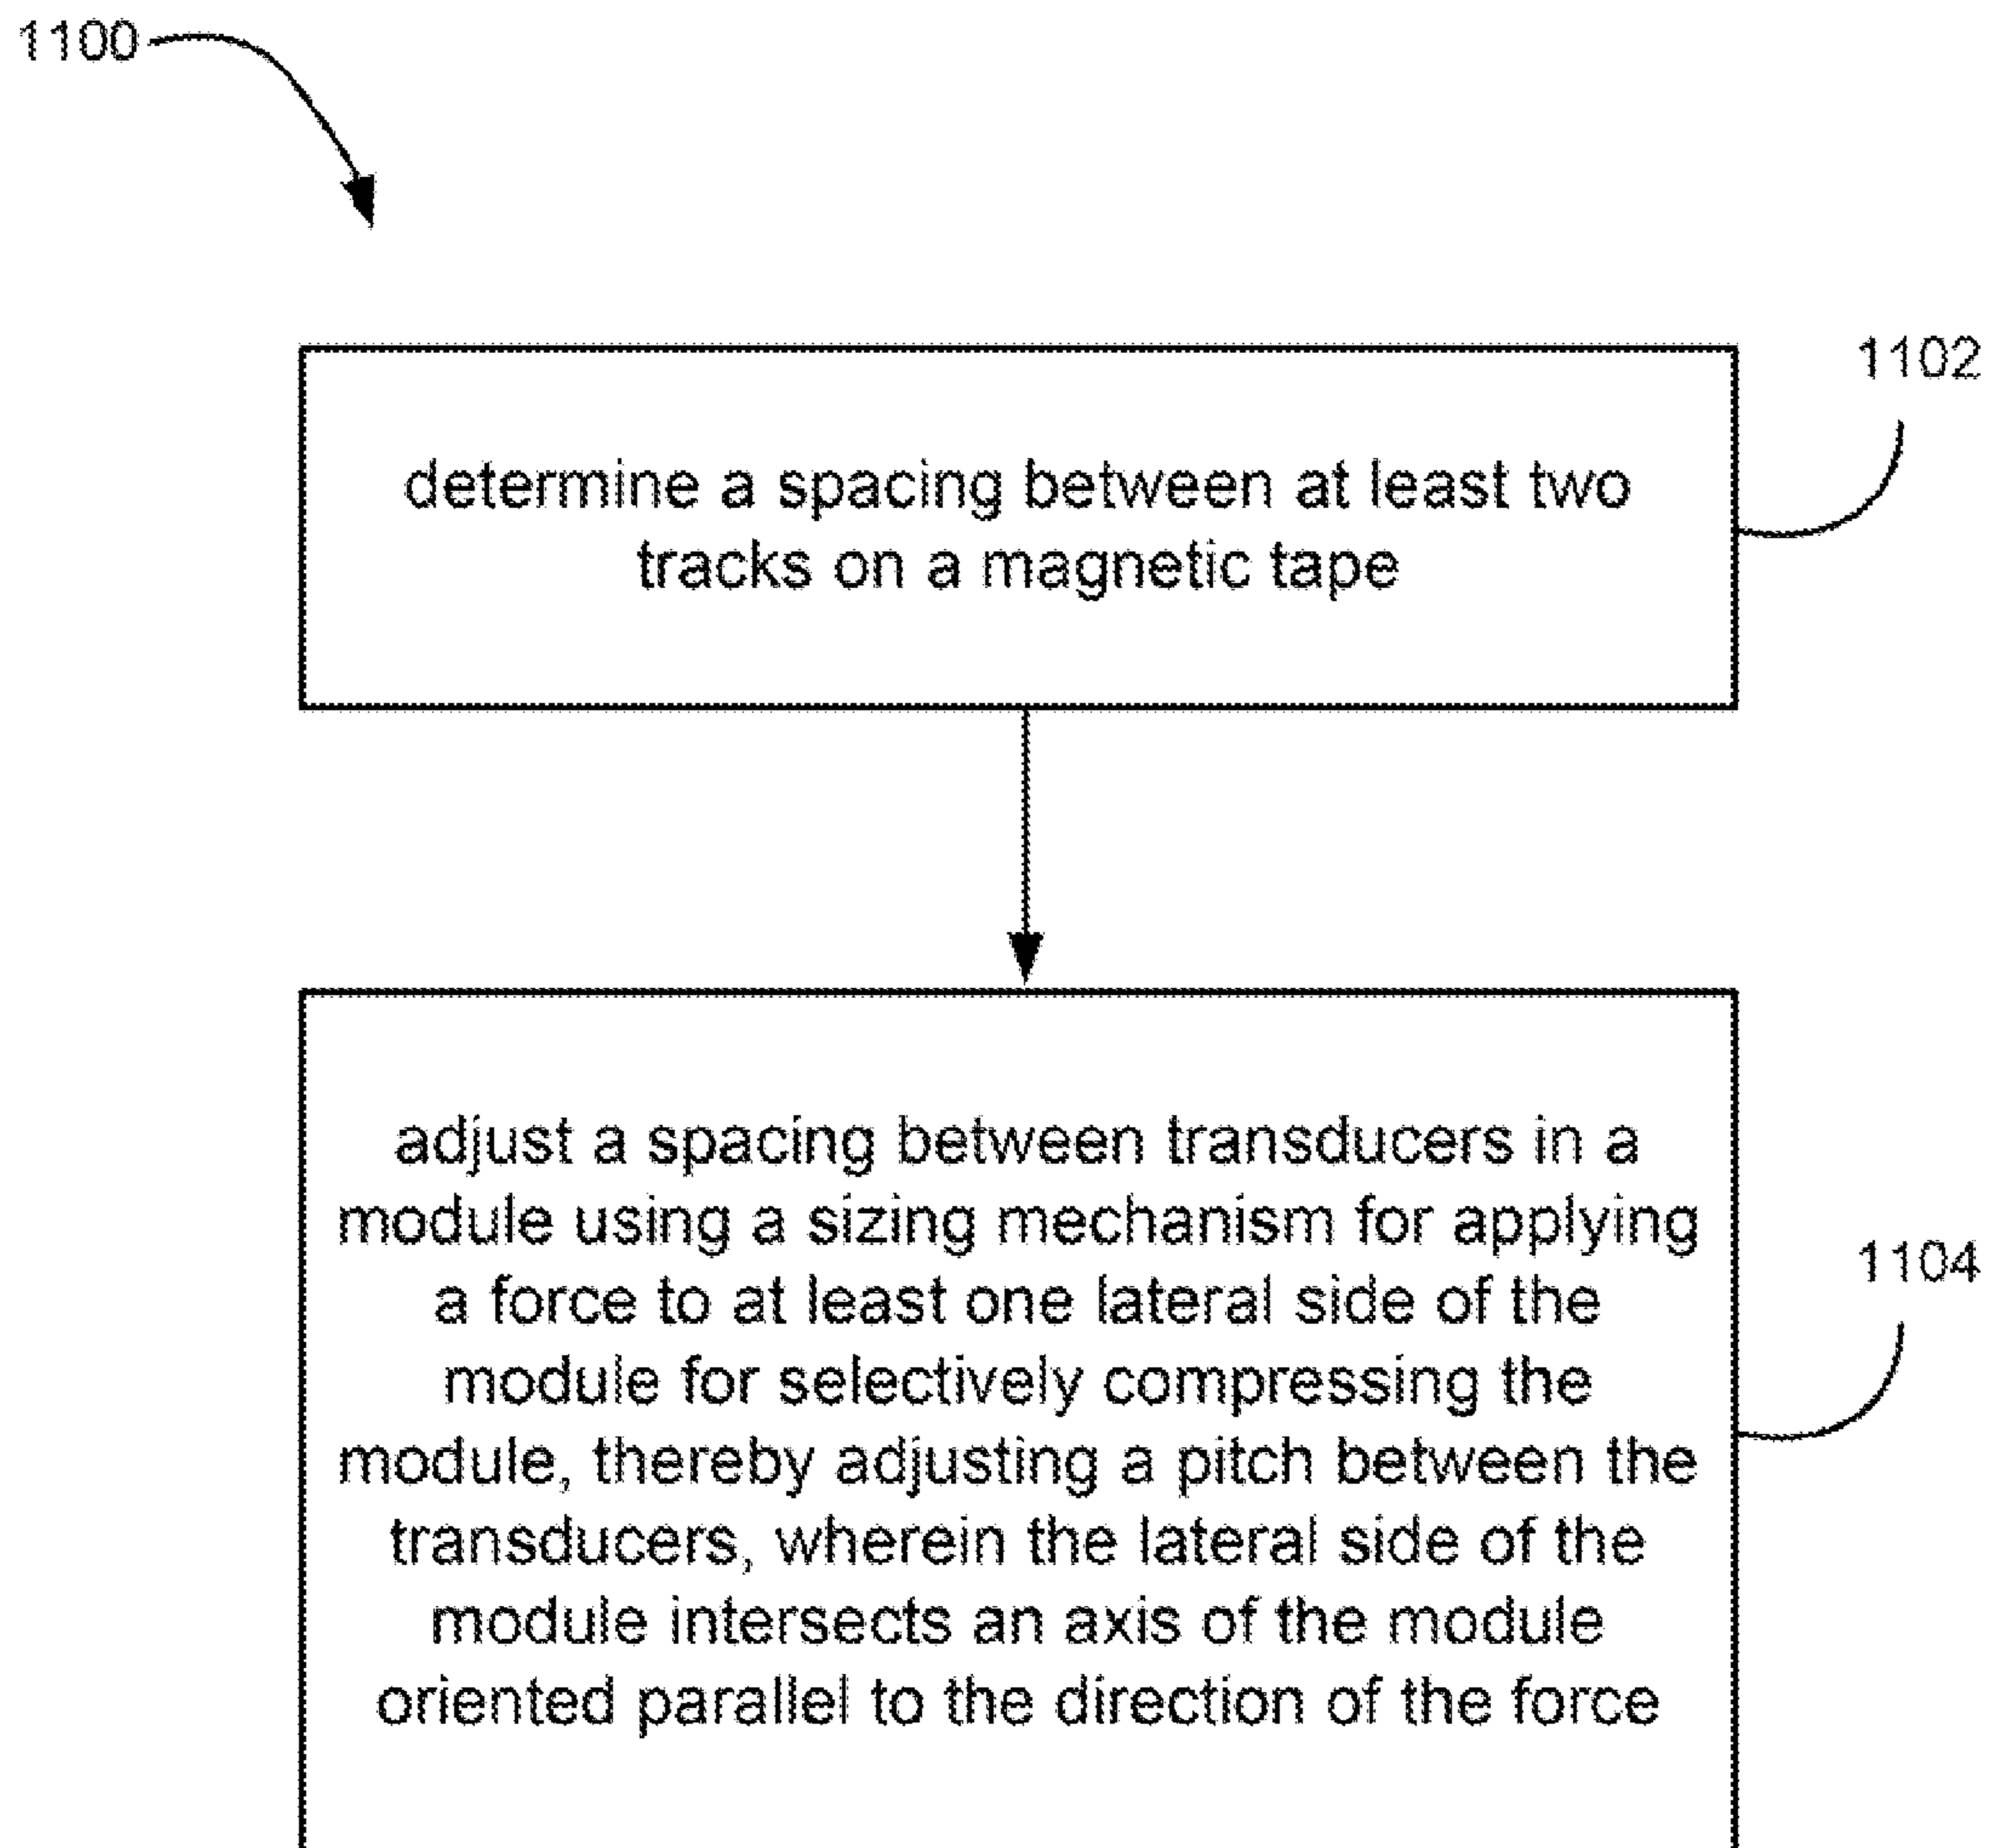 1100
1102
determine a spacing between at least two
tracks on a magnetic tape
adjust a spacing between transducers in a
module using a sizing mechanism for applying
a force to at least one lateral side of the
module for selectively compressing the
module, thereby adjusting a pitch between the
transducers, wherein the lateral side of the
module intersects an axis of the module
oriented parallel to the direction of the force
1104